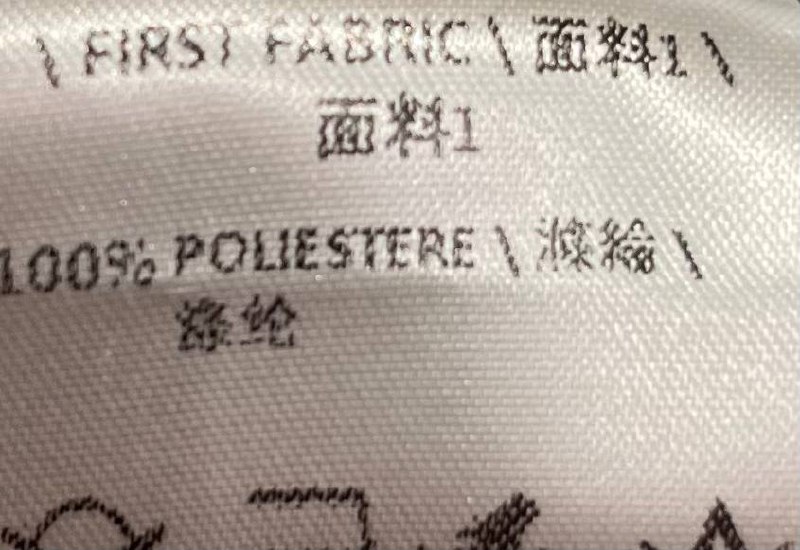 \ FIRST FABRIC \ 面料1 \
面料1
100% POLIESTERE \ 滌綸 \
涤纶